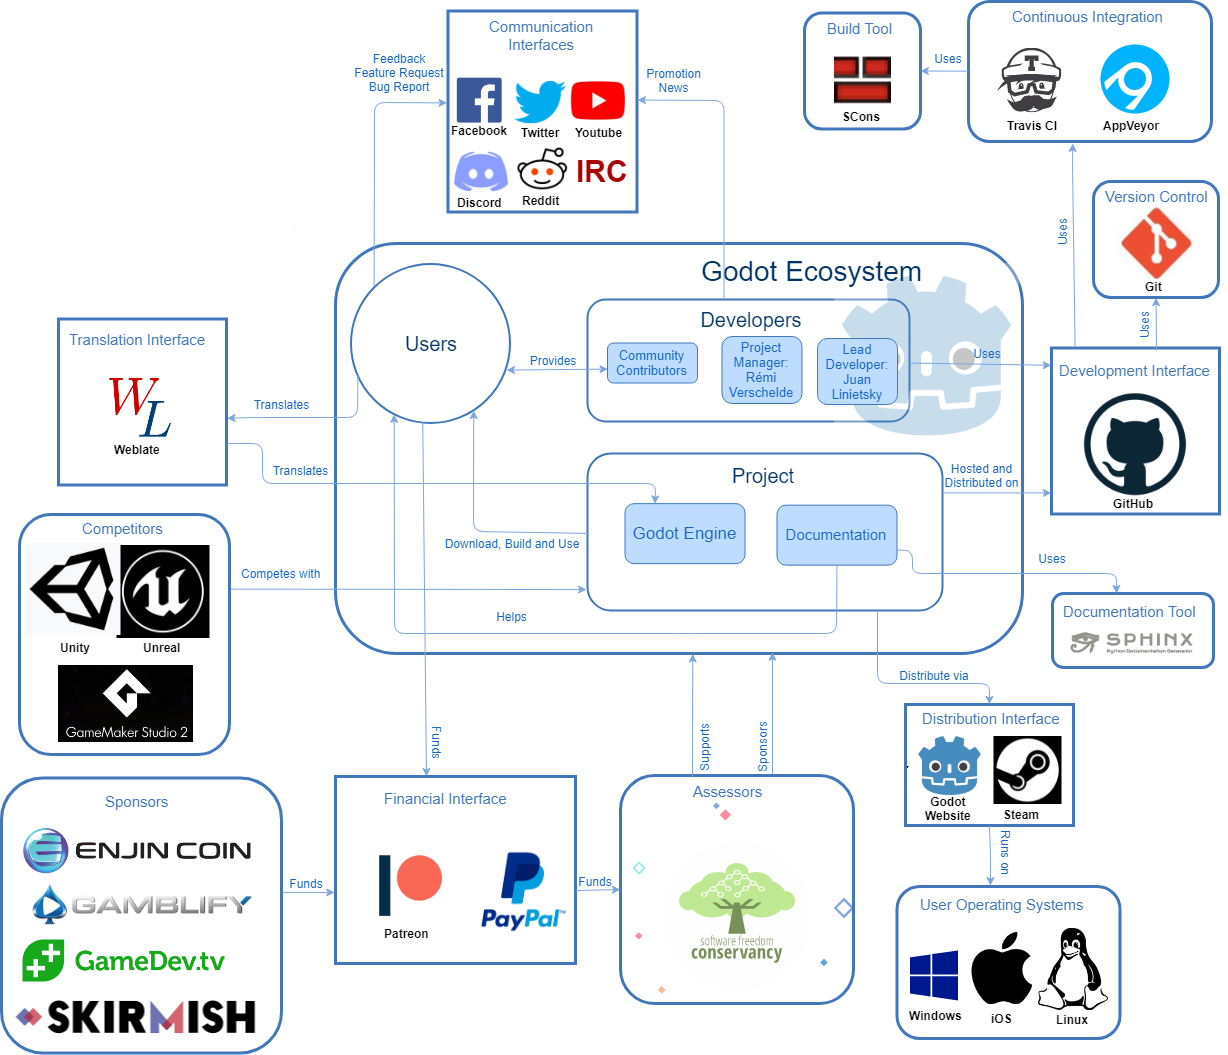 Communication
Interfaces
Facebook
Twitter
Youtube
Discord
Reddit
IRC
Feedback
Feature Request
Bug Report
Promotion
News
Build Tool
SCons
Uses
Continuous Integration
Travis CI
AppVeyor
Uses
Version Control
Git
Uses
Godot Ecosystem
Users
Developers
Community
Contributors
Project
Manager:
Rémi
Verschelde
Lead
Developer:
Juan
Linietsky
Provides
Uses
Development Interface
GitHub
Translation Interface
WL
Weblate
Translates
Translates
Project
Godot Engine
Documentation
Hosted and
Distributed on
Download, Build and Use
Helps
Uses
Documentation Tool
SPHINX
Python Documentation Generator
Competitors
Unity
Unreal
GameMaker Studio 2
Competes with
Distribute via
Distribution Interface
Godot
Website
Steam
Runs on
User Operating Systems
Windows
iOS
Linux
Funds
Supports
Sponsors
Sponsors
ENJIN COIN
GAMBLIFY
GameDev.tv
SKIRMISH
Funds
Financial Interface
Patreon
PayPal™
Funds
Assessors
software freedom
conservancy